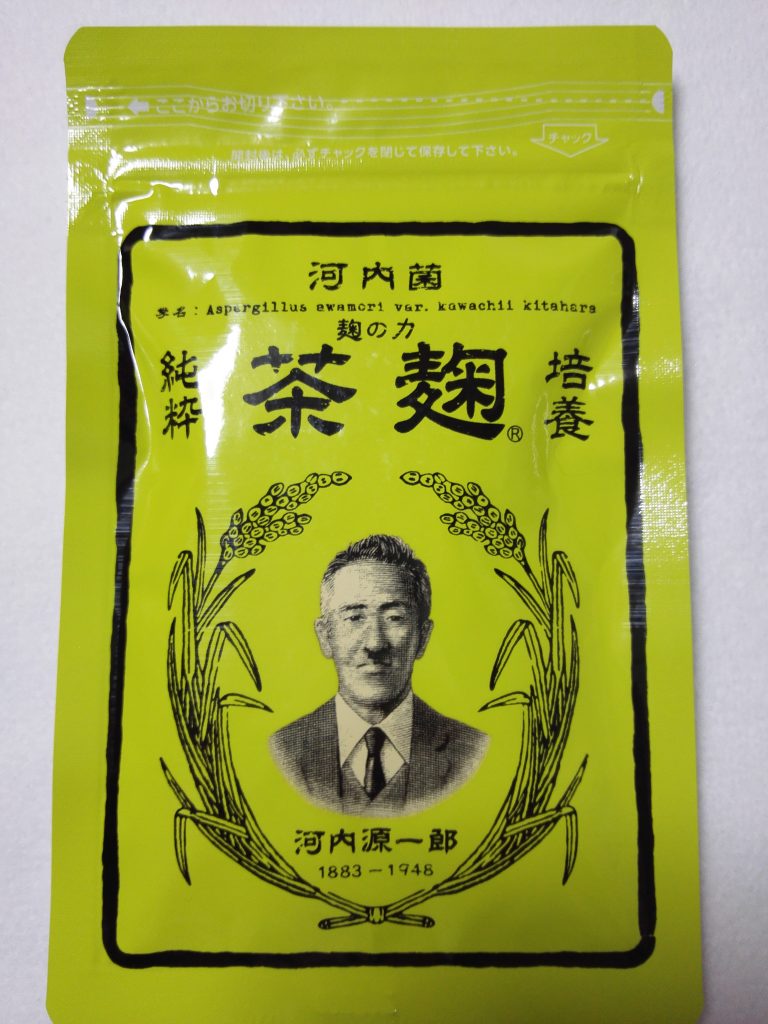 ここからお切り下さい。
チャック
開封後は、必ずチャックを閉じて保存して下さい。
河内菌
学名：Aspergillus awamori var. kawachii kitahara
麹の力
純粋
茶麹®
培養
河内源一郎
1883－1948